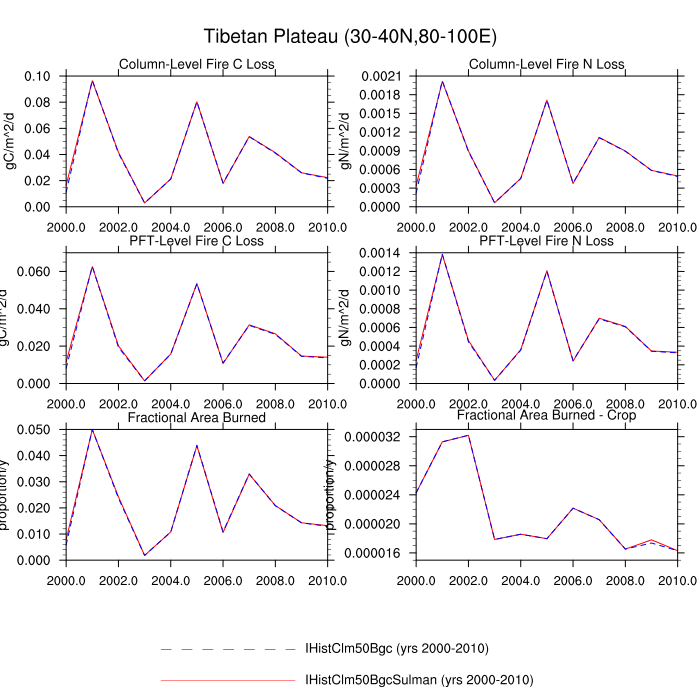 Tibetan Plateau (30-40N,80-100E)
Column-Level Fire C Loss
gC/m^2/d
0.10
0.08
0.06
0.04
0.02
0.00
2000.0 2002.0 2004.0 2006.0 2008.0 2010.0
Column-Level Fire N Loss
gN/m^2/d
0.0021
0.0018
0.0015
0.0012
0.0009
0.0006
0.0003
0.0000
2000.0 2002.0 2004.0 2006.0 2008.0 2010.0
PFT-Level Fire C Loss
gC/m^2/d
0.060
0.040
0.020
0.000
2000.0 2002.0 2004.0 2006.0 2008.0 2010.0
PFT-Level Fire N Loss
gN/m^2/d
0.0014
0.0012
0.0010
0.0008
0.0006
0.0004
0.0002
0.0000
2000.0 2002.0 2004.0 2006.0 2008.0 2010.0
Fractional Area Burned
proportion/y
0.050
0.040
0.030
0.020
0.010
0.000
2000.0 2002.0 2004.0 2006.0 2008.0 2010.0
Fractional Area Burned - Crop
proportion/y
0.000032
0.000028
0.000024
0.000020
0.000016
2000.0 2002.0 2004.0 2006.0 2008.0 2010.0
IHistClm50Bgc (yrs 2000-2010)
IHistClm50BgcSulman (yrs 2000-2010)